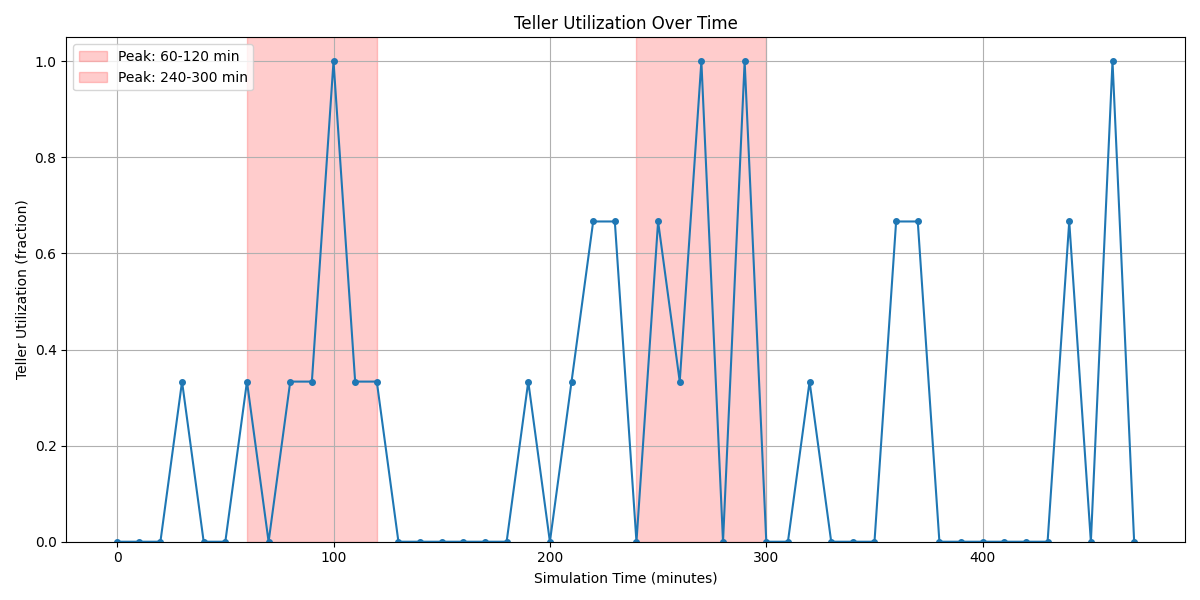 Teller Utilization Over Time
Peak: 60-120 min
Peak: 240-300 min
Teller Utilization (fraction)
1.0
0.8
0.6
0.4
0.2
0.0
0
100
200
300
400
Simulation Time (minutes)